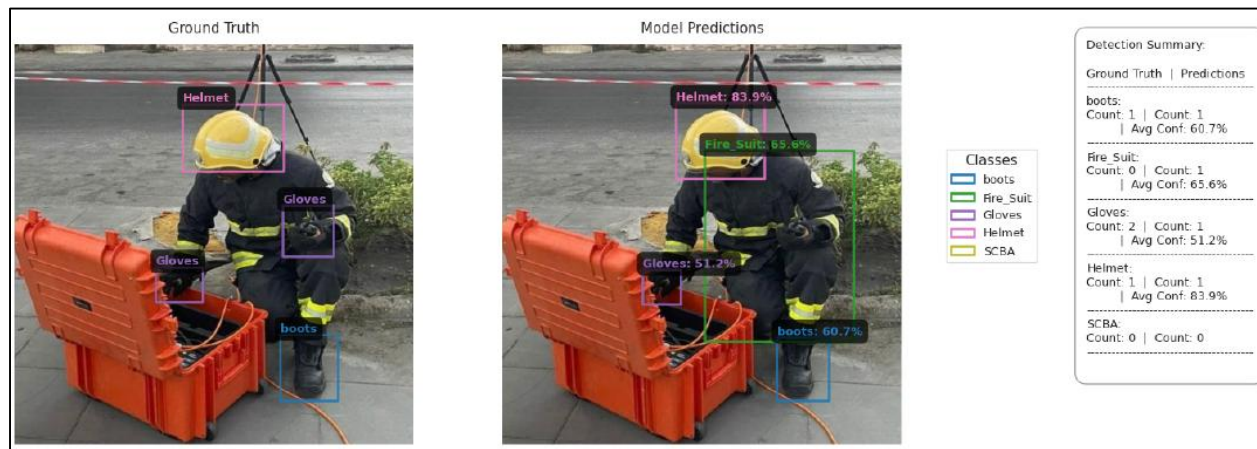 Ground Truth
Model Predictions
Helmet
Gloves
Gloves
boots
Helmet: 83.9%
Fire_Suit: 65.6%
Gloves: 51.2%
boots: 60.7%
Classes
boots
Fire_Suit
Gloves
Helmet
SCBA
Detection Summary:
Ground Truth | Predictions
boots:
Count: 1 | Count: 1
| Avg Conf: 60.7%
Fire_Suit:
Count: 0 | Count: 1
| Avg Conf: 65.6%
Gloves:
Count: 2 | Count: 1
| Avg Conf: 51.2%
Helmet:
Count: 1 | Count: 1
| Avg Conf: 83.9%
SCBA:
Count: 0 | Count: 0